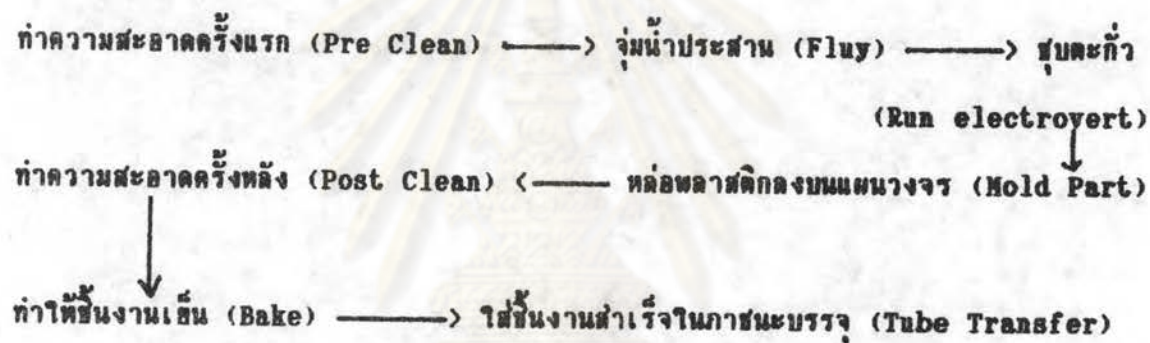 ทำความสะอาดครั้งแรก (Pre Clean) ———> จุ่มน้ำประสาน (Fluy) ———> ชุบตะกั่ว
(Run electrovert)
ทำความสะอาดครั้งหลัง (Post Clean) <——— หล่อพลาสติกลงบนแผนวงจร (Mold Part)
ทำให้ชิ้นงานเย็น (Bake) ———> ใส่ชิ้นงานสำเร็จในภาชนะบรรจุ (Tube Transfer)